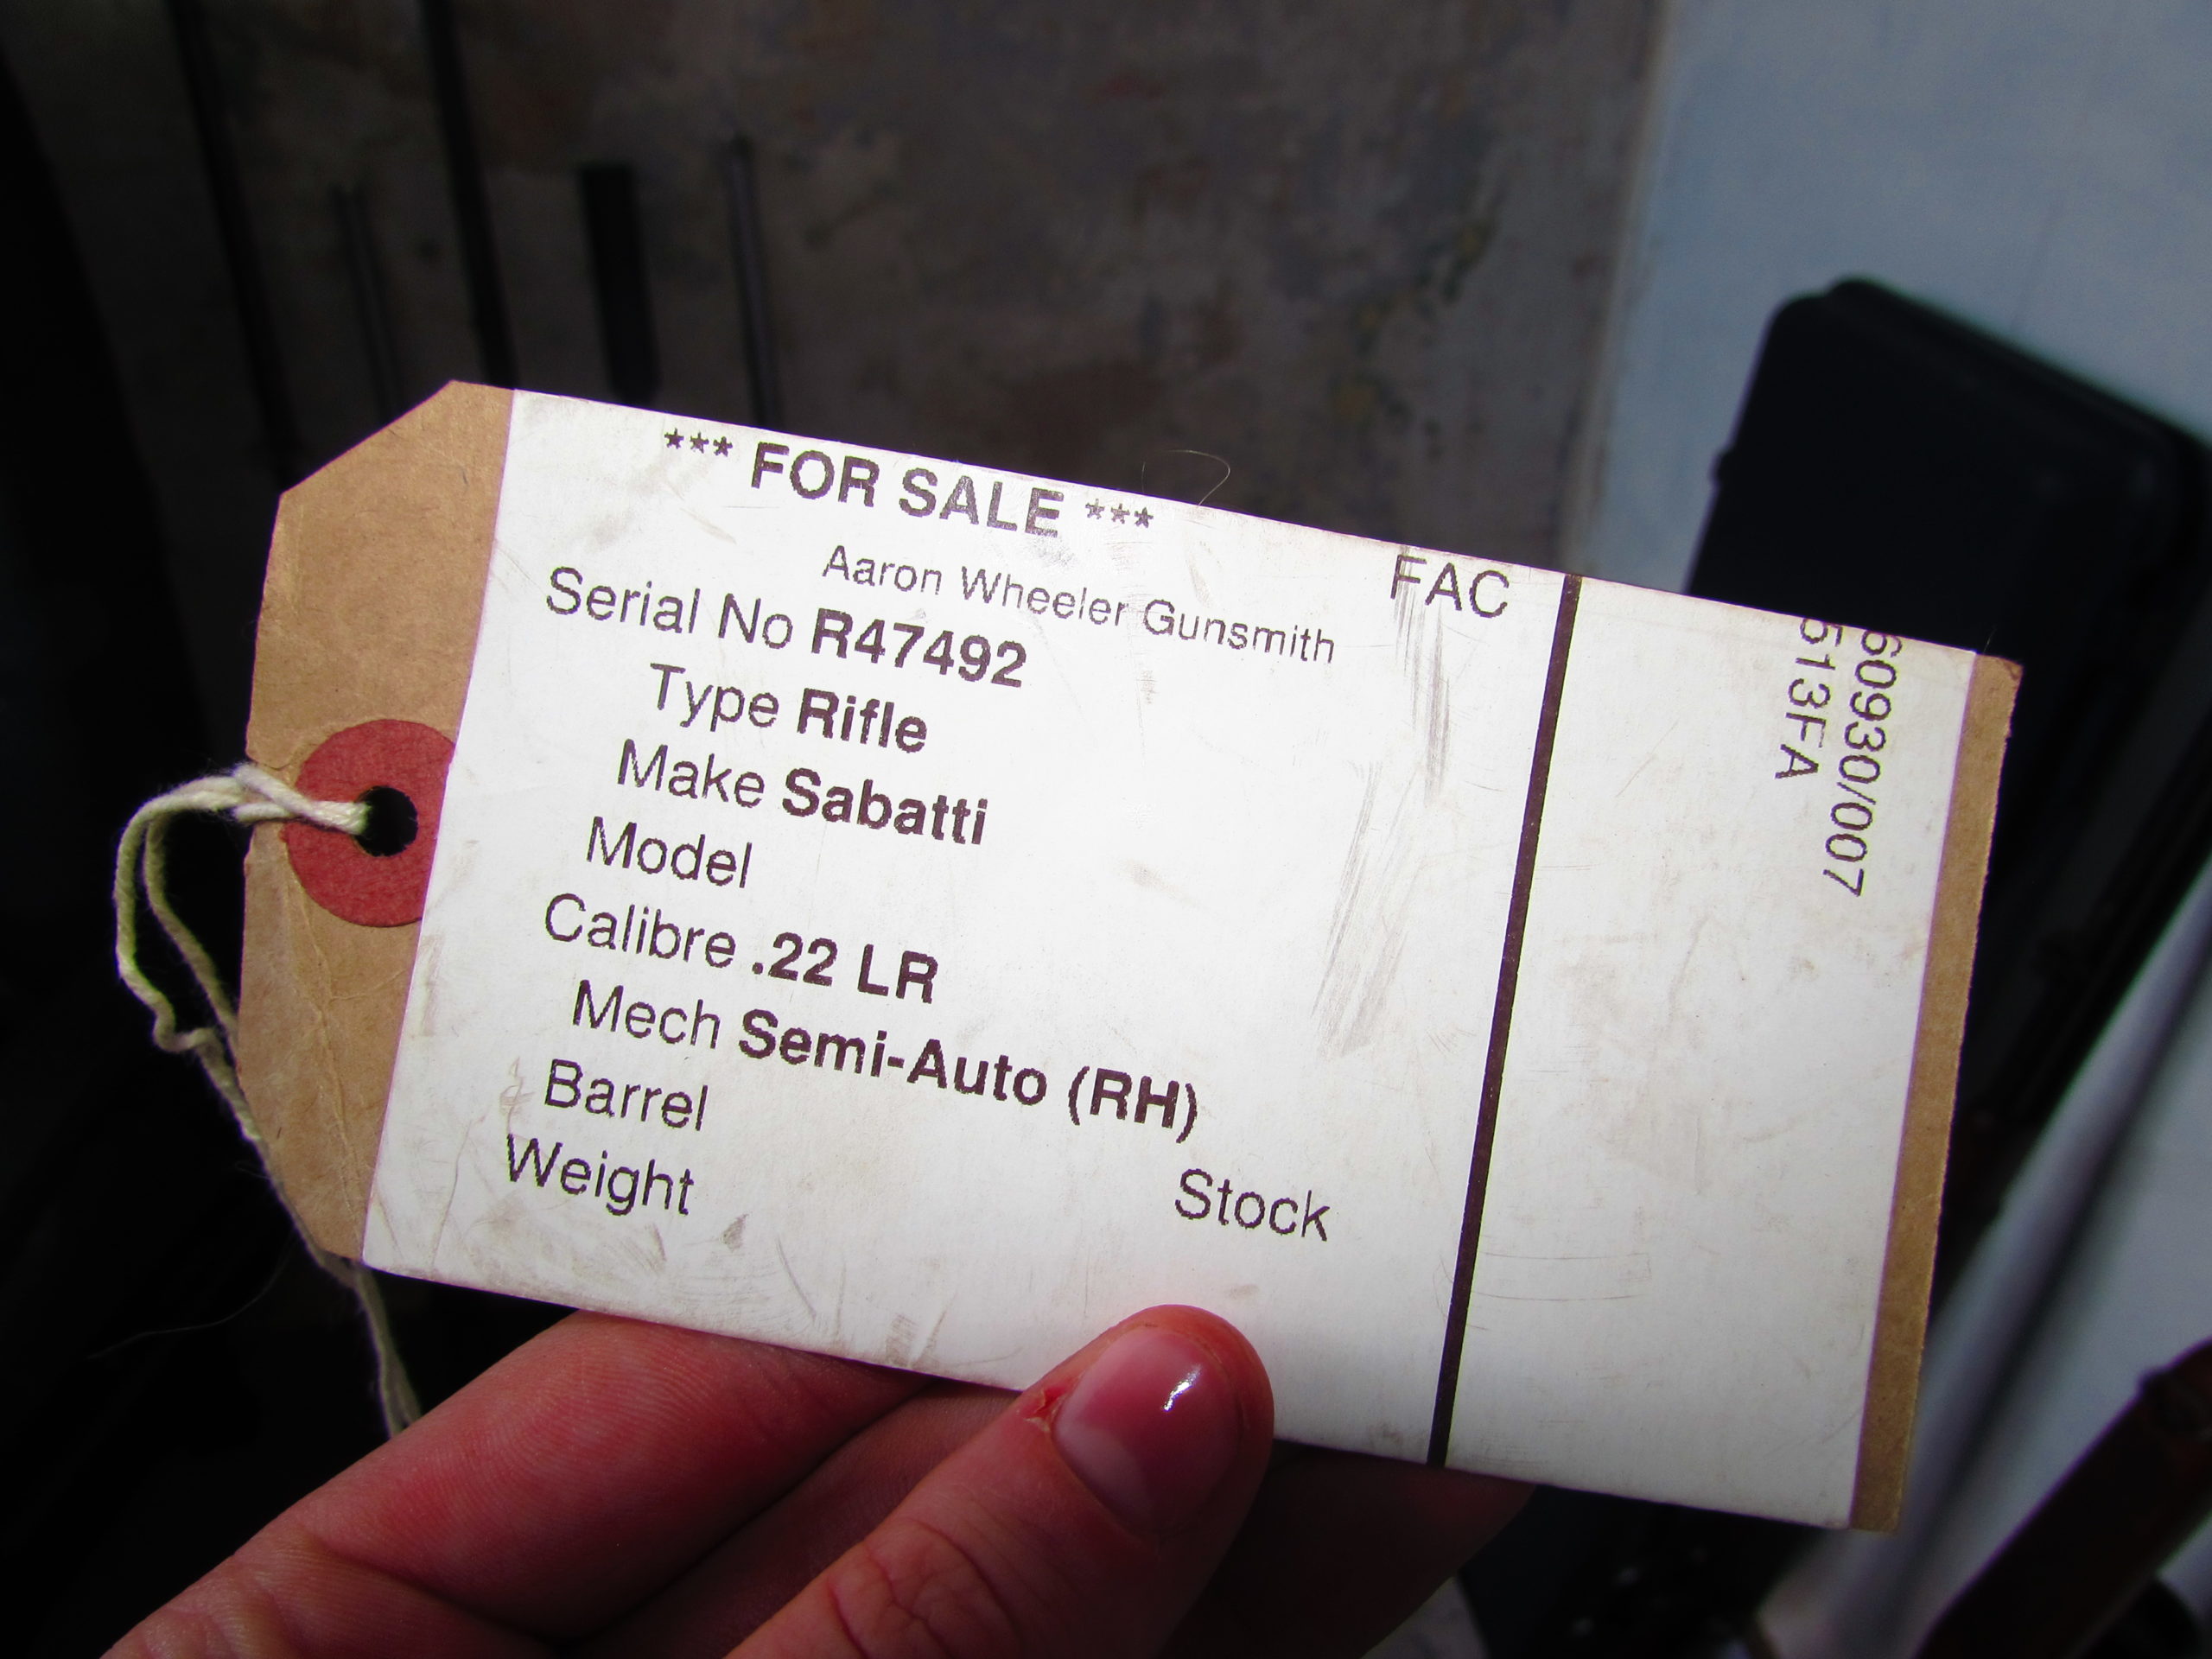 *** FOR SALE ***
Aaron Wheeler Gunsmith
FAC
Serial No R47492
Type Rifle
Make Sabatti
Model
Calibre .22 LR
Mech Semi-Auto (RH)
Barrel
Weight
Stock
60930/007
513FA